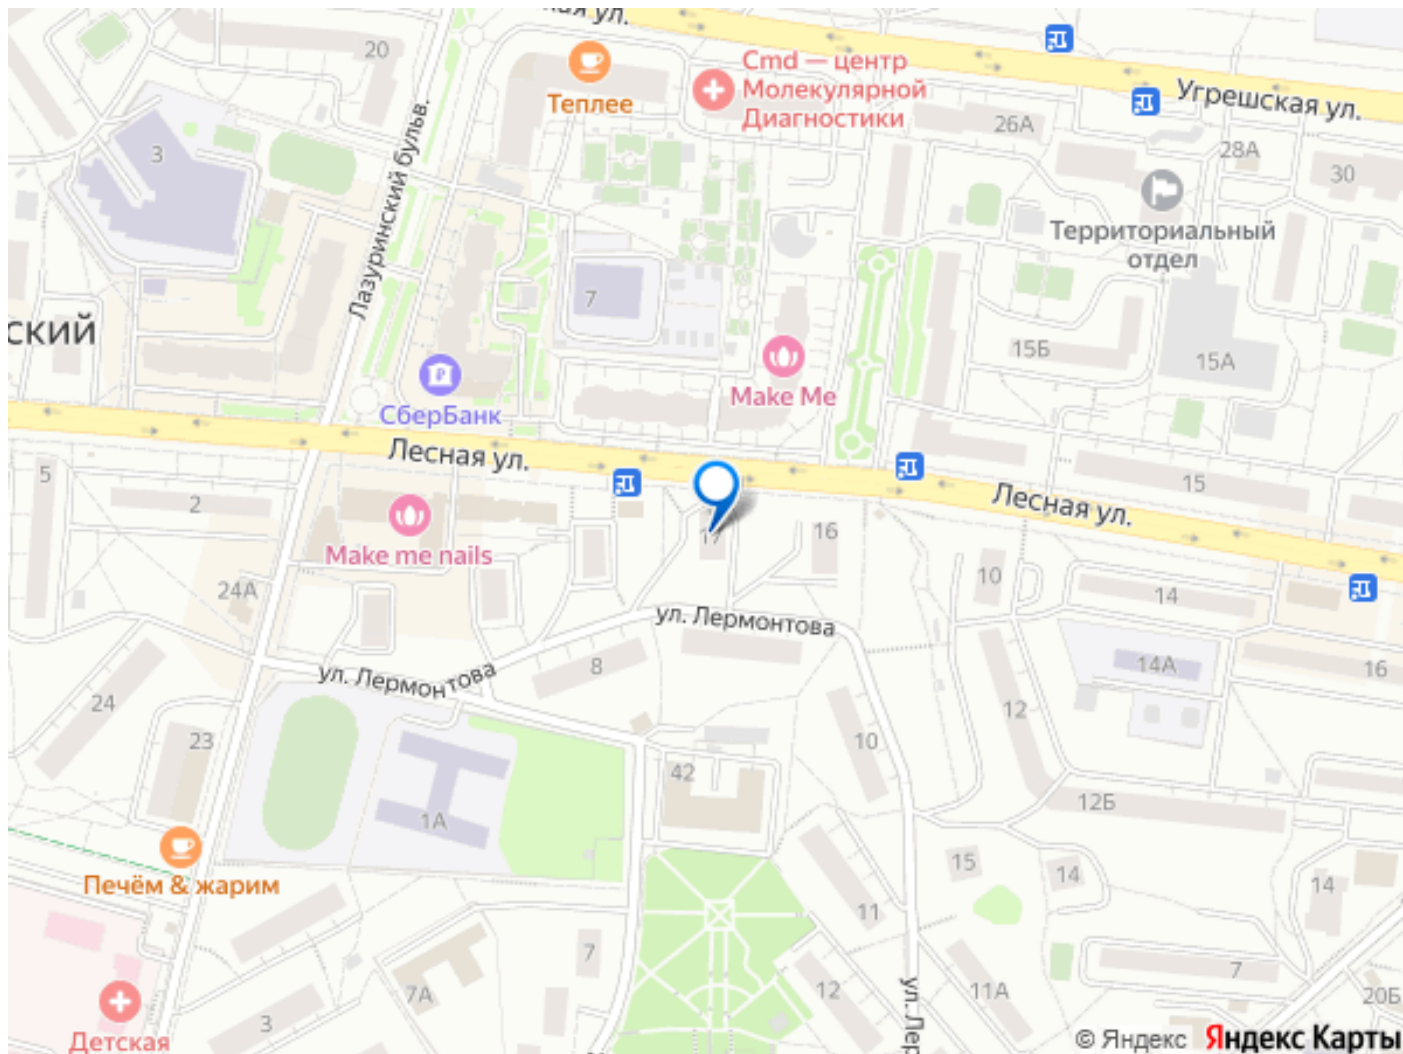 20
Теплее
Cmd — центр
Молекулярной
Диагностики
Угрешская ул.
26А
28А
30
3
Лазуринский бульв.
Территориальный
отдел
7
ский
15Б
15А
Make Me
СберБанк
Лесная ул.
5
2
Make me nails
17
16
Лесная ул.
15
24А
10
14
ул. Лермонтова
14А
16
ул. Лермонтова
8
24
12
23
10
42
12Б
1А
15
14
14
Печём & жарим
11
7
7А
12
11А
7
20Б
3
ул. Лер
Детская
© Яндекс Яндекс Карты